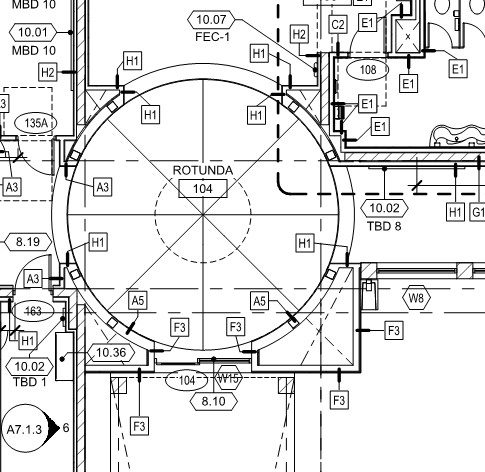 MBD 10
10.01
MBD 10
10.07
FEC-1
E1
C2
E1
X
E1
H2
H1
H1
H2
108
E1
H1
H1
E1
E1
135A
A3
A3
ROTUNDA
104
10.02
TBD 8
H1
G1
8.19
H1
H1
A3
W8
163
A5
A5
H1
F3
F3
F3
10.36
10.02
TBD 1
104
W15
8.10
F3
F3
A7.1.3
6